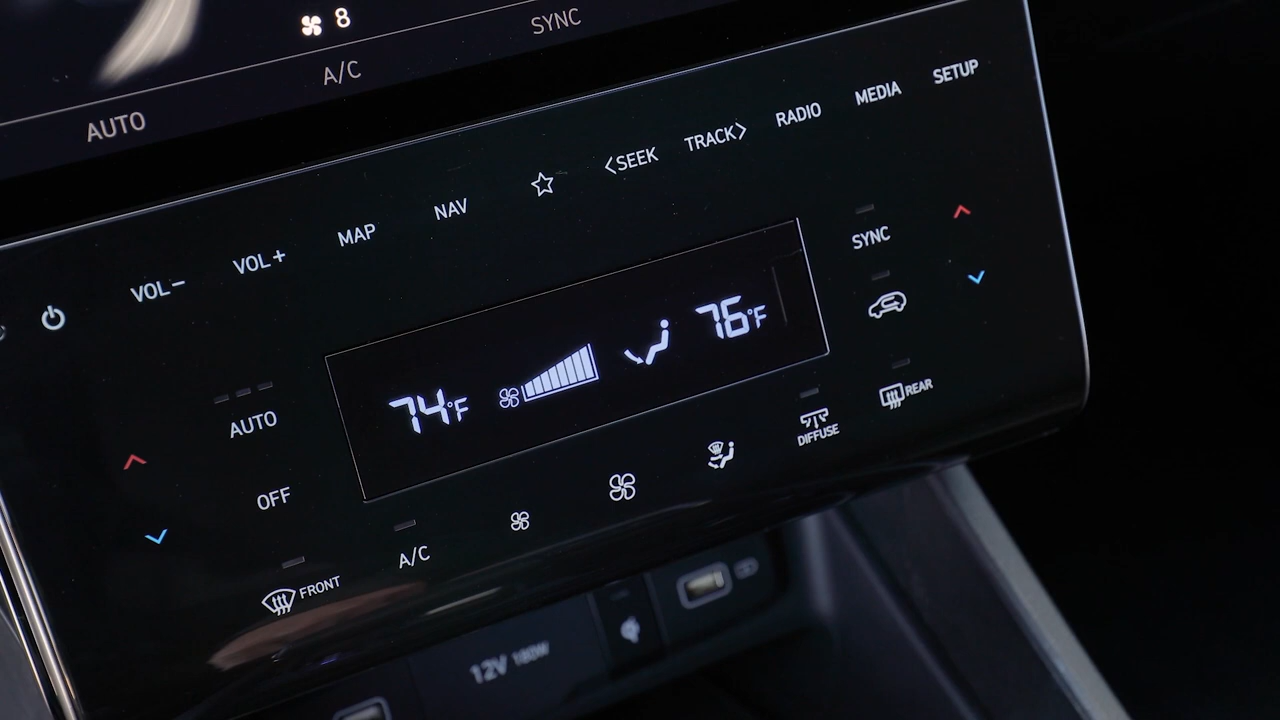 8
SYNC
A/C
AUTO
SETUP
MEDIA
RADIO
TRACK>
<SEEK
NAV
MAP
VOL+
VOL−
SYNC
76°F
74°F
AUTO
REAR
DIFFUSE
OFF
A/C
FRONT
12V 180W